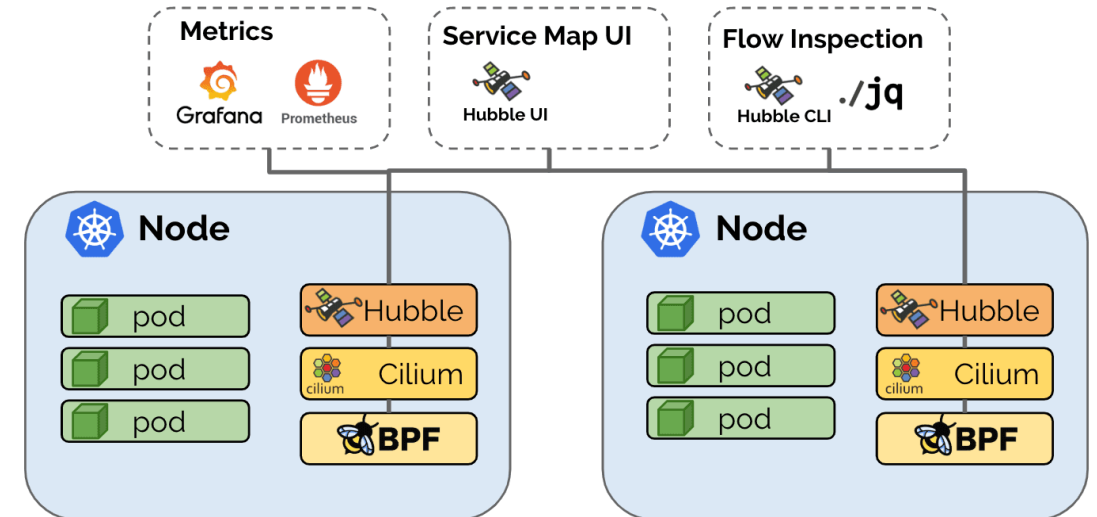 Metrics
Grafana
Prometheus
Service Map UI
Hubble UI
Flow Inspection
Hubble CLI
./jq
Node
pod
pod
pod
Hubble
cilium
Cilium
BPF
Node
pod
pod
pod
Hubble
cilium
Cilium
BPF